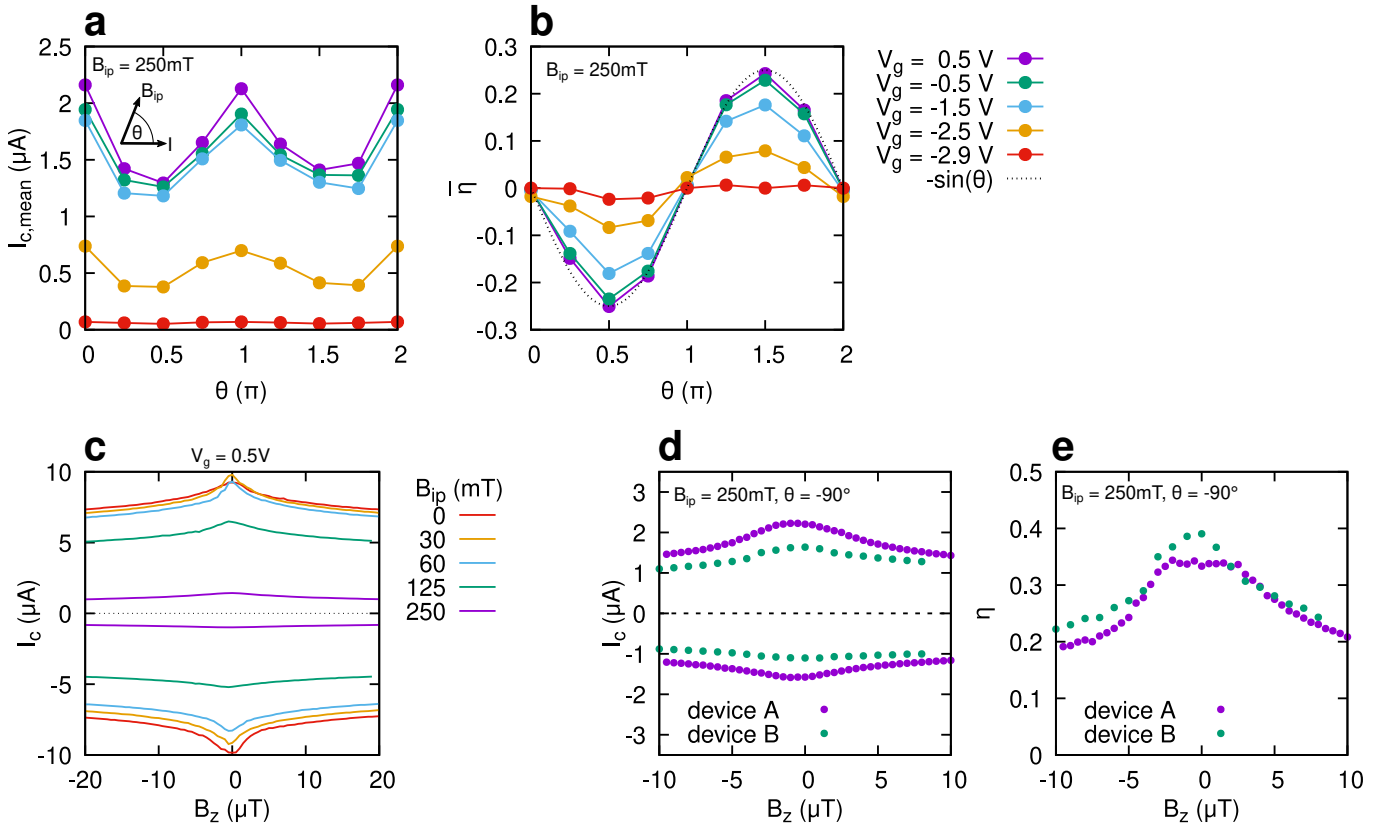 a
B_ip = 250mT
B_ip
θ
I
I_c,mean (μA)
2.5
2
1.5
1
0.5
0
0 0.5 1 1.5 2
θ (π)
b
B_ip = 250mT
η̅
0.3
0.2
0.1
0
-0.1
-0.2
-0.3
0 0.5 1 1.5 2
θ (π)
V_g = 0.5 V
V_g = -0.5 V
V_g = -1.5 V
V_g = -2.5 V
V_g = -2.9 V
-sin(θ)
c
V_g = 0.5V
I_c (μA)
10
5
0
-5
-10
-20 -10 0 10 20
B_z (μT)
B_ip (mT)
0
30
60
125
250
d
B_ip = 250mT, θ = -90°
I_c (μA)
3
2
1
0
-1
-2
-3
device A
device B
-10 -5 0 5 10
B_z (μT)
e
B_ip = 250mT, θ = -90°
η
0.5
0.4
0.3
0.2
0.1
0
device A
device B
-10 -5 0 5 10
B_z (μT)